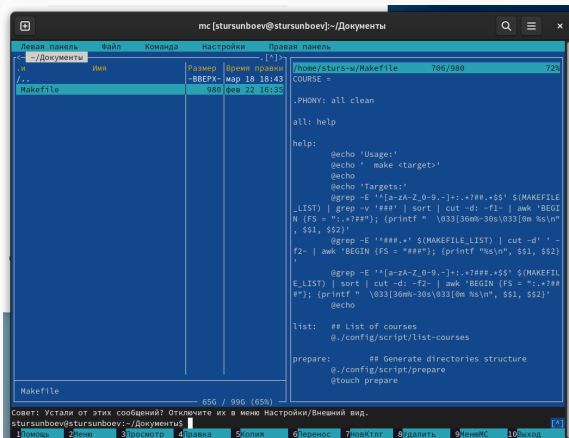 mc [stursunboev@stursunboev]:~/Документы
Левая панель Файл Команда Настройки Правая панель
<- ~/Документы .[^]>
.и Имя Размер Время правки
/.. -ВВЕРХ- мар 18 18:43
Makefile 980 фев 22 16:35
Makefile
65G / 99G (65%)
/home/sturs~ы/Makefile 706/980 72%
COURSE =
.PHONY: all clean
all: help
help:
@echo 'Usage:'
@echo '  make <target>'
@echo
@echo 'Targets:'
@grep -E '^[a-zA-Z_0-9.-]+:.*?##.*$$' $(MAKEFILE
_LIST) | grep -v '###' | sort | cut -d: -f1- | awk 'BEGI
N {FS = ":.*?##"}; {printf "  \033[36m%-30s\033[0m %s\n"
, $$1, $$2}'
@grep -E '^###.*' $(MAKEFILE_LIST) | cut -d' ' -
f2- | awk 'BEGIN {FS = "###"}; {printf "%s\n", $$1, $$2}
'
@grep -E '^[a-zA-Z_0-9.-]+:.*?###.*$$' $(MAKEFIL
E_LIST) | sort | cut -d: -f2- | awk 'BEGIN {FS = ":.*?##
#"}; {printf "  \033[36m%-30s\033[0m %s\n", $$1, $$2}'
@echo
list: ## List of courses
@./config/script/list-courses
prepare: ## Generate directories structure
@./config/script/prepare
@touch prepare
Совет: Устали от этих сообщений? Отключите их в меню Настройки/Внешний вид.
stursunboev@stursunboev:~/Документы$ [^]
1Помощь 2Меню 3Просмотр 4Правка 5Копия 6Перенос 7НовКтлг 8Удалить 9МенюMC 10Выход